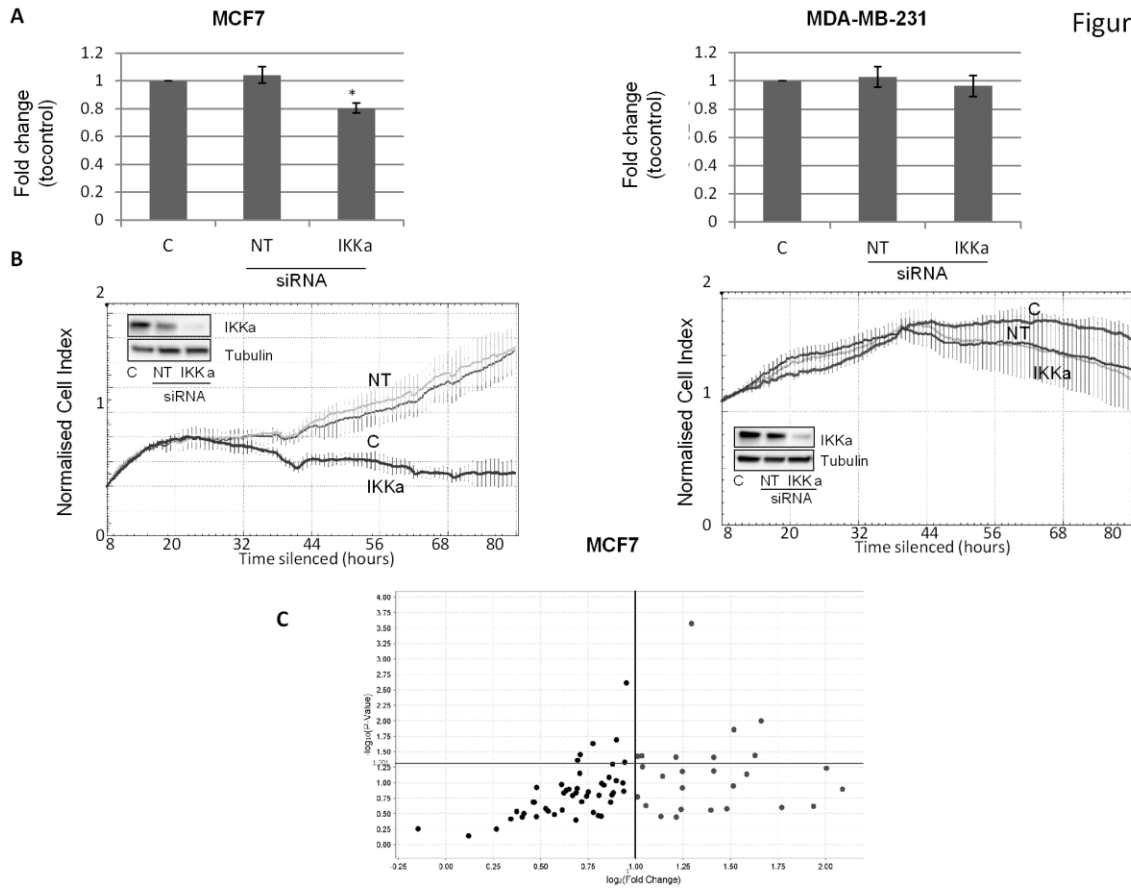 A
MCF7
MDA-MB-231
Figur
Fold change
(tocontrol)
1.2
1
0.8
0.6
0.4
0.2
0
*
C NT IKKa
siRNA
Fold change
(tocontrol)
1.2
1
0.8
0.6
0.4
0.2
0
C NT IKKa
siRNA
B
Normalised Cell Index
2
1
0
IKKa
Tubulin
C NT IKKa
siRNA
NT
C
IKKa
8 20 32 44 56 68 80
Time silenced (hours)
Normalised Cell Index
2
1
0
C
NT
IKKa
IKKa
Tubulin
C NT IKKa
siRNA
8 20 32 44 56 68 80
Time silenced (hours)
MCF7
C
-log10(P-Value)
4.00
3.75
3.50
3.25
3.00
2.75
2.50
2.25
2.00
1.75
1.50
1.25
1.00
0.75
0.50
0.25
0.00
-0.25 0.00 0.25 0.50 0.75 1.00 1.25 1.50 1.75 2.00
log2(Fold Change)